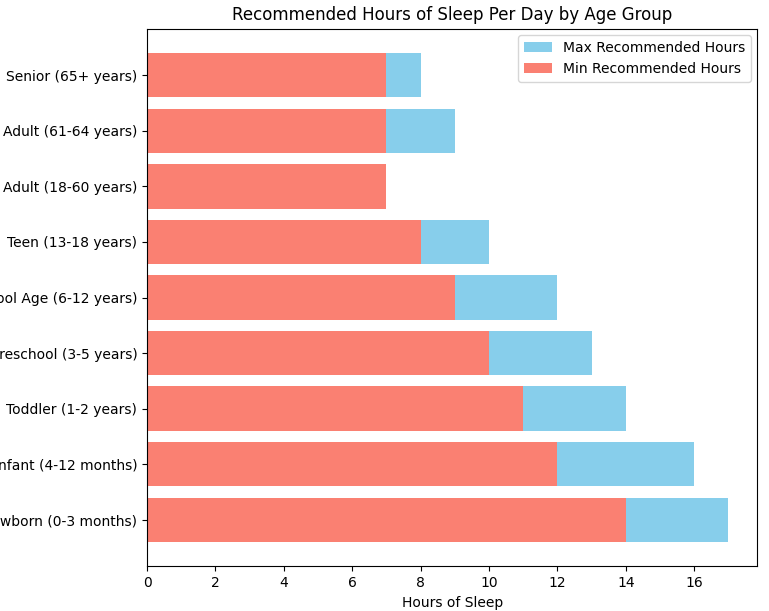 Recommended Hours of Sleep Per Day by Age Group
Max Recommended Hours
Min Recommended Hours
Senior (65+ years)
Adult (61-64 years)
Adult (18-60 years)
Teen (13-18 years)
ool Age (6-12 years)
reschool (3-5 years)
Toddler (1-2 years)
nfant (4-12 months)
wborn (0-3 months)
0 2 4 6 8 10 12 14 16
Hours of Sleep